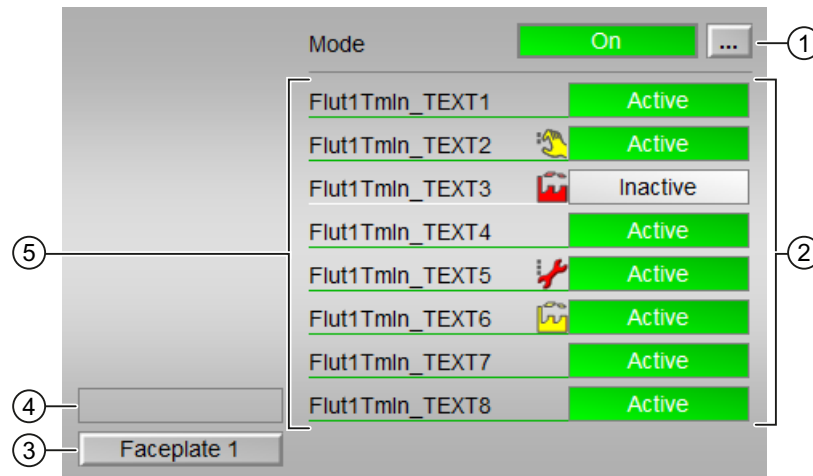 Mode On ... 1
Flut1TmIn_TEXT1 Active
Flut1TmIn_TEXT2 Active
Flut1TmIn_TEXT3 Inactive
Flut1TmIn_TEXT4 Active
5 2
Flut1TmIn_TEXT5 Active
Flut1TmIn_TEXT6 Active
Flut1TmIn_TEXT7 Active
4 Flut1TmIn_TEXT8 Active
3 Faceplate 1